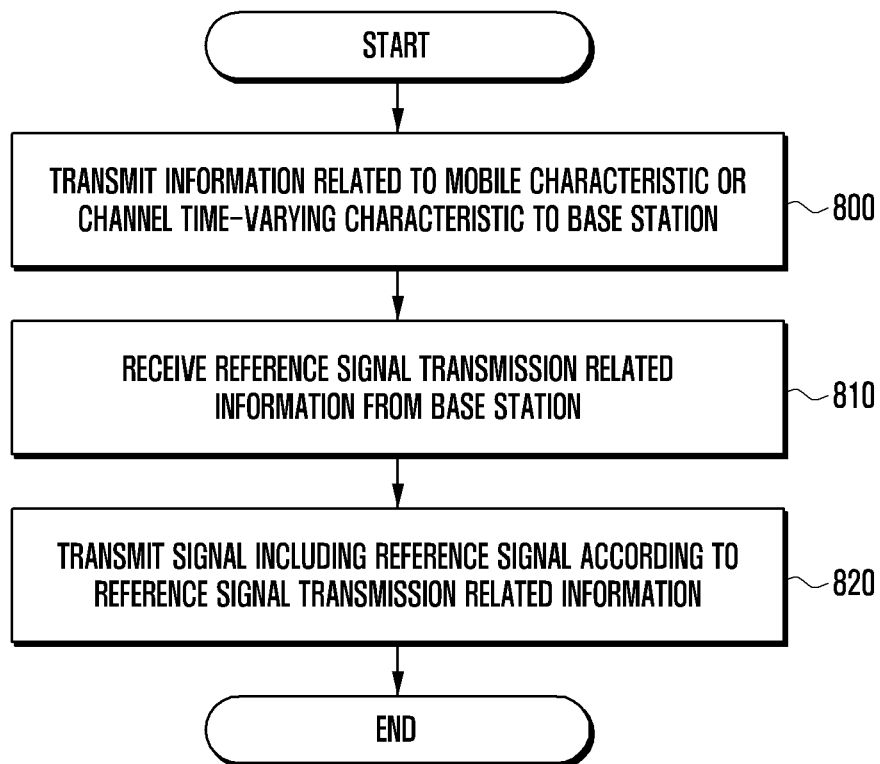 START
TRANSMIT INFORMATION RELATED TO MOBILE CHARACTERISTIC OR
CHANNEL TIME-VARYING CHARACTERISTIC TO BASE STATION
800
RECEIVE REFERENCE SIGNAL TRANSMISSION RELATED
INFORMATION FROM BASE STATION
810
TRANSMIT SIGNAL INCLUDING REFERENCE SIGNAL ACCORDING TO
REFERENCE SIGNAL TRANSMISSION RELATED INFORMATION
820
END